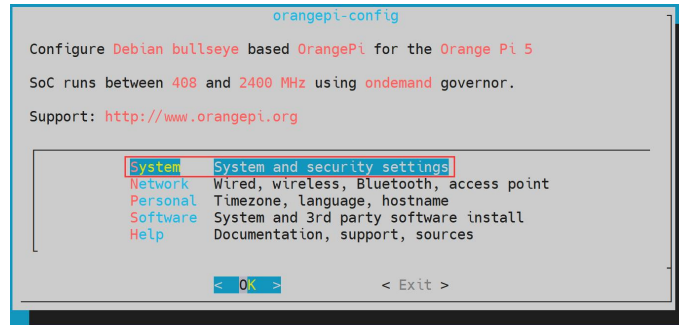 orangepi-config
Configure Debian bullseye based OrangePi for the Orange Pi 5
SoC runs between 408 and 2400 MHz using ondemand governor.
Support: http://www.orangepi.org
System System and security settings
Network Wired, wireless, Bluetooth, access point
Personal Timezone, language, hostname
Software System and 3rd party software install
Help Documentation, support, sources
< OK > < Exit >